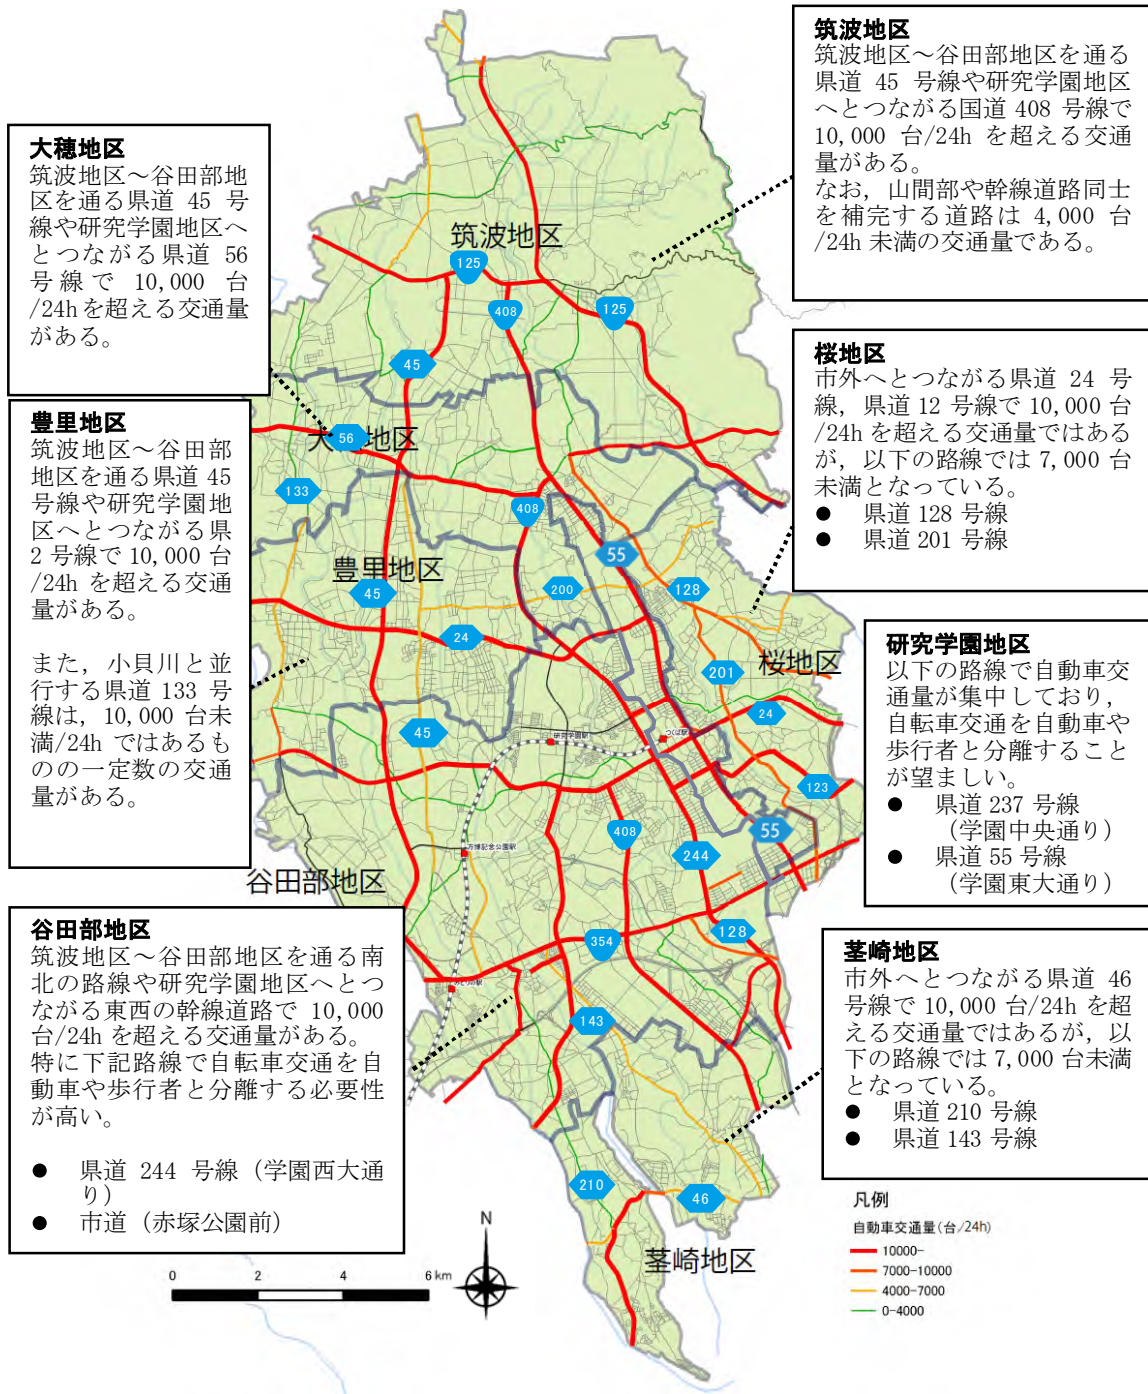 筑波地区
筑波地区～谷田部地区を通る
県道 45 号線や研究学園地区
へとつながる国道 408 号線で
10,000 台/24h を超える交通
量がある。
なお，山間部や幹線道路同士
を補完する道路は 4,000 台
/24h 未満の交通量である。
大穂地区
筑波地区～谷田部地
区を通る県道 45 号
線や研究学園地区へ
とつながる県道 56
号線で 10,000 台
/24h を超える交通量
がある。
豊里地区
筑波地区～谷田部
地区を通る県道 45
号線や研究学園地
区へとつながる県
2 号線で 10,000 台
/24h を超える交通
量がある。
また，小貝川と並
行する県道 133 号
線は，10,000 台未
満/24h ではあるも
のの一定数の交通
量がある。
桜地区
市外へとつながる県道 24 号
線，県道 12 号線で 10,000 台
/24h を超える交通量ではある
が，以下の路線では 7,000 台
未満となっている。
● 県道 128 号線
● 県道 201 号線
研究学園地区
以下の路線で自動車交
通量が集中しており，
自転車交通を自動車や
歩行者と分離すること
が望ましい。
● 県道 237 号線
（学園中央通り）
● 県道 55 号線
（学園東大通り）
谷田部地区
筑波地区～谷田部地区を通る南
北の路線や研究学園地区へとつ
ながる東西の幹線道路で 10,000
台/24h を超える交通量がある。
特に下記路線で自転車交通を自
動車や歩行者と分離する必要性
が高い。
● 県道 244 号線（学園西大通
り）
● 市道（赤塚公園前）
茎崎地区
市外へとつながる県道 46
号線で 10,000 台/24h を超
える交通量ではあるが，以
下の路線では 7,000 台未満
となっている。
● 県道 210 号線
● 県道 143 号線
筑波地区
125
408
125
45
56
大 地区
133
408
55
豊里地区
45
200
128
24
201
桜地区
24
45
研究学園駅
つくば駅
123
408
55
244
万博記念公園駅
谷田部地区
128
354
みどりの駅
143
210
46
茎崎地区
凡例
自動車交通量(台/24h)
10000-
7000-10000
4000-7000
0-4000
N
0 2 4 6 km